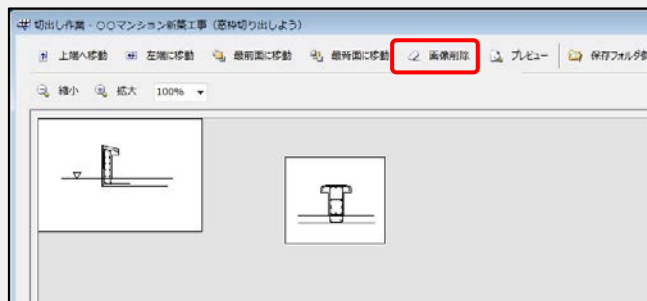 切出し作業 - 〇〇マンション新築工事（窓枠切り出しよう）
上端へ移動 左端に移動 最前面に移動 最背面に移動 画像削除 プレビュー 保存フォルダ参
縮小 拡大 100%